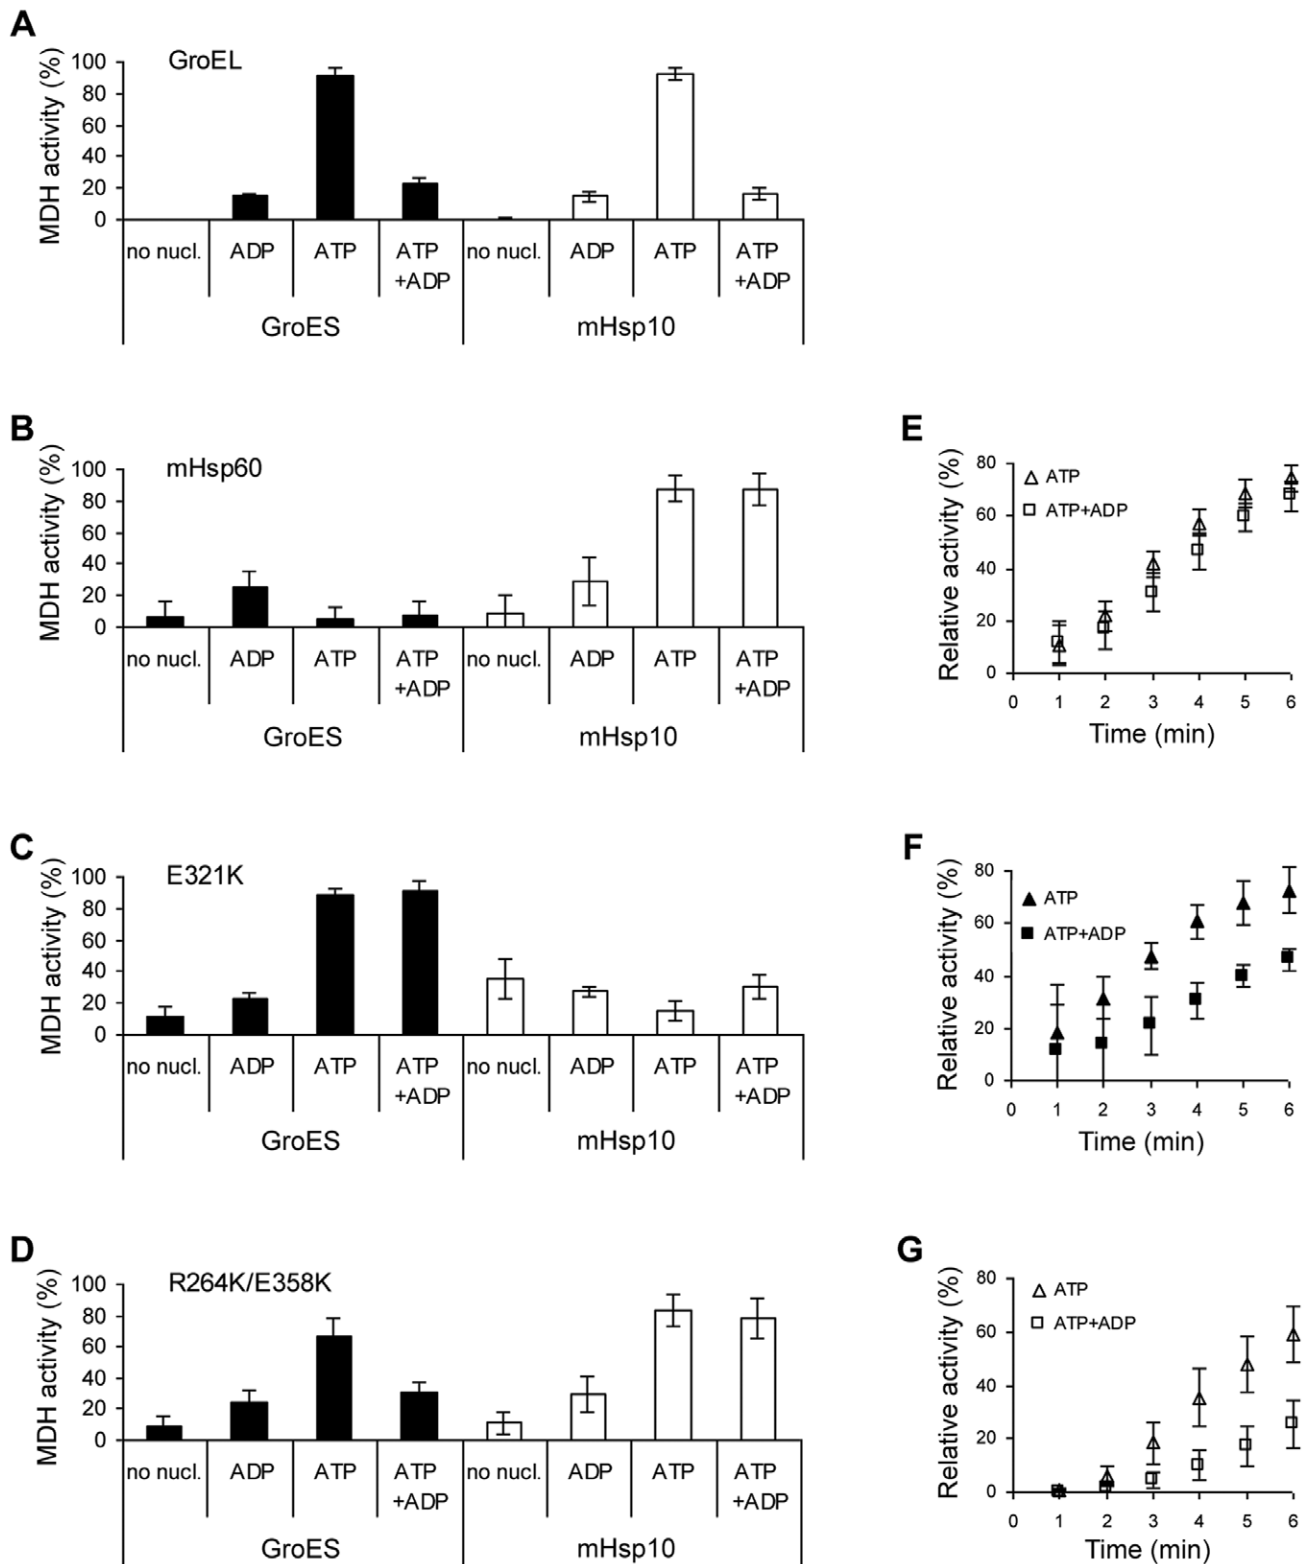 A
GroEL
MDH activity (%)
100
80
60
40
20
0
no nucl. ADP ATP ATP +ADP no nucl. ADP ATP ATP +ADP
GroES mHsp10
B
mHsp60
MDH activity (%)
100
80
60
40
20
0
no nucl. ADP ATP ATP +ADP no nucl. ADP ATP ATP +ADP
GroES mHsp10
E
Relative activity (%)
80
60
40
20
0
ATP
ATP+ADP
0 1 2 3 4 5 6
Time (min)
C
E321K
MDH activity (%)
100
80
60
40
20
0
no nucl. ADP ATP ATP +ADP no nucl. ADP ATP ATP +ADP
GroES mHsp10
F
Relative activity (%)
80
60
40
20
0
ATP
ATP+ADP
0 1 2 3 4 5 6
Time (min)
D
R264K/E358K
MDH activity (%)
100
80
60
40
20
0
no nucl. ADP ATP ATP +ADP no nucl. ADP ATP ATP +ADP
GroES mHsp10
G
Relative activity (%)
80
60
40
20
0
ATP
ATP+ADP
0 1 2 3 4 5 6
Time (min)